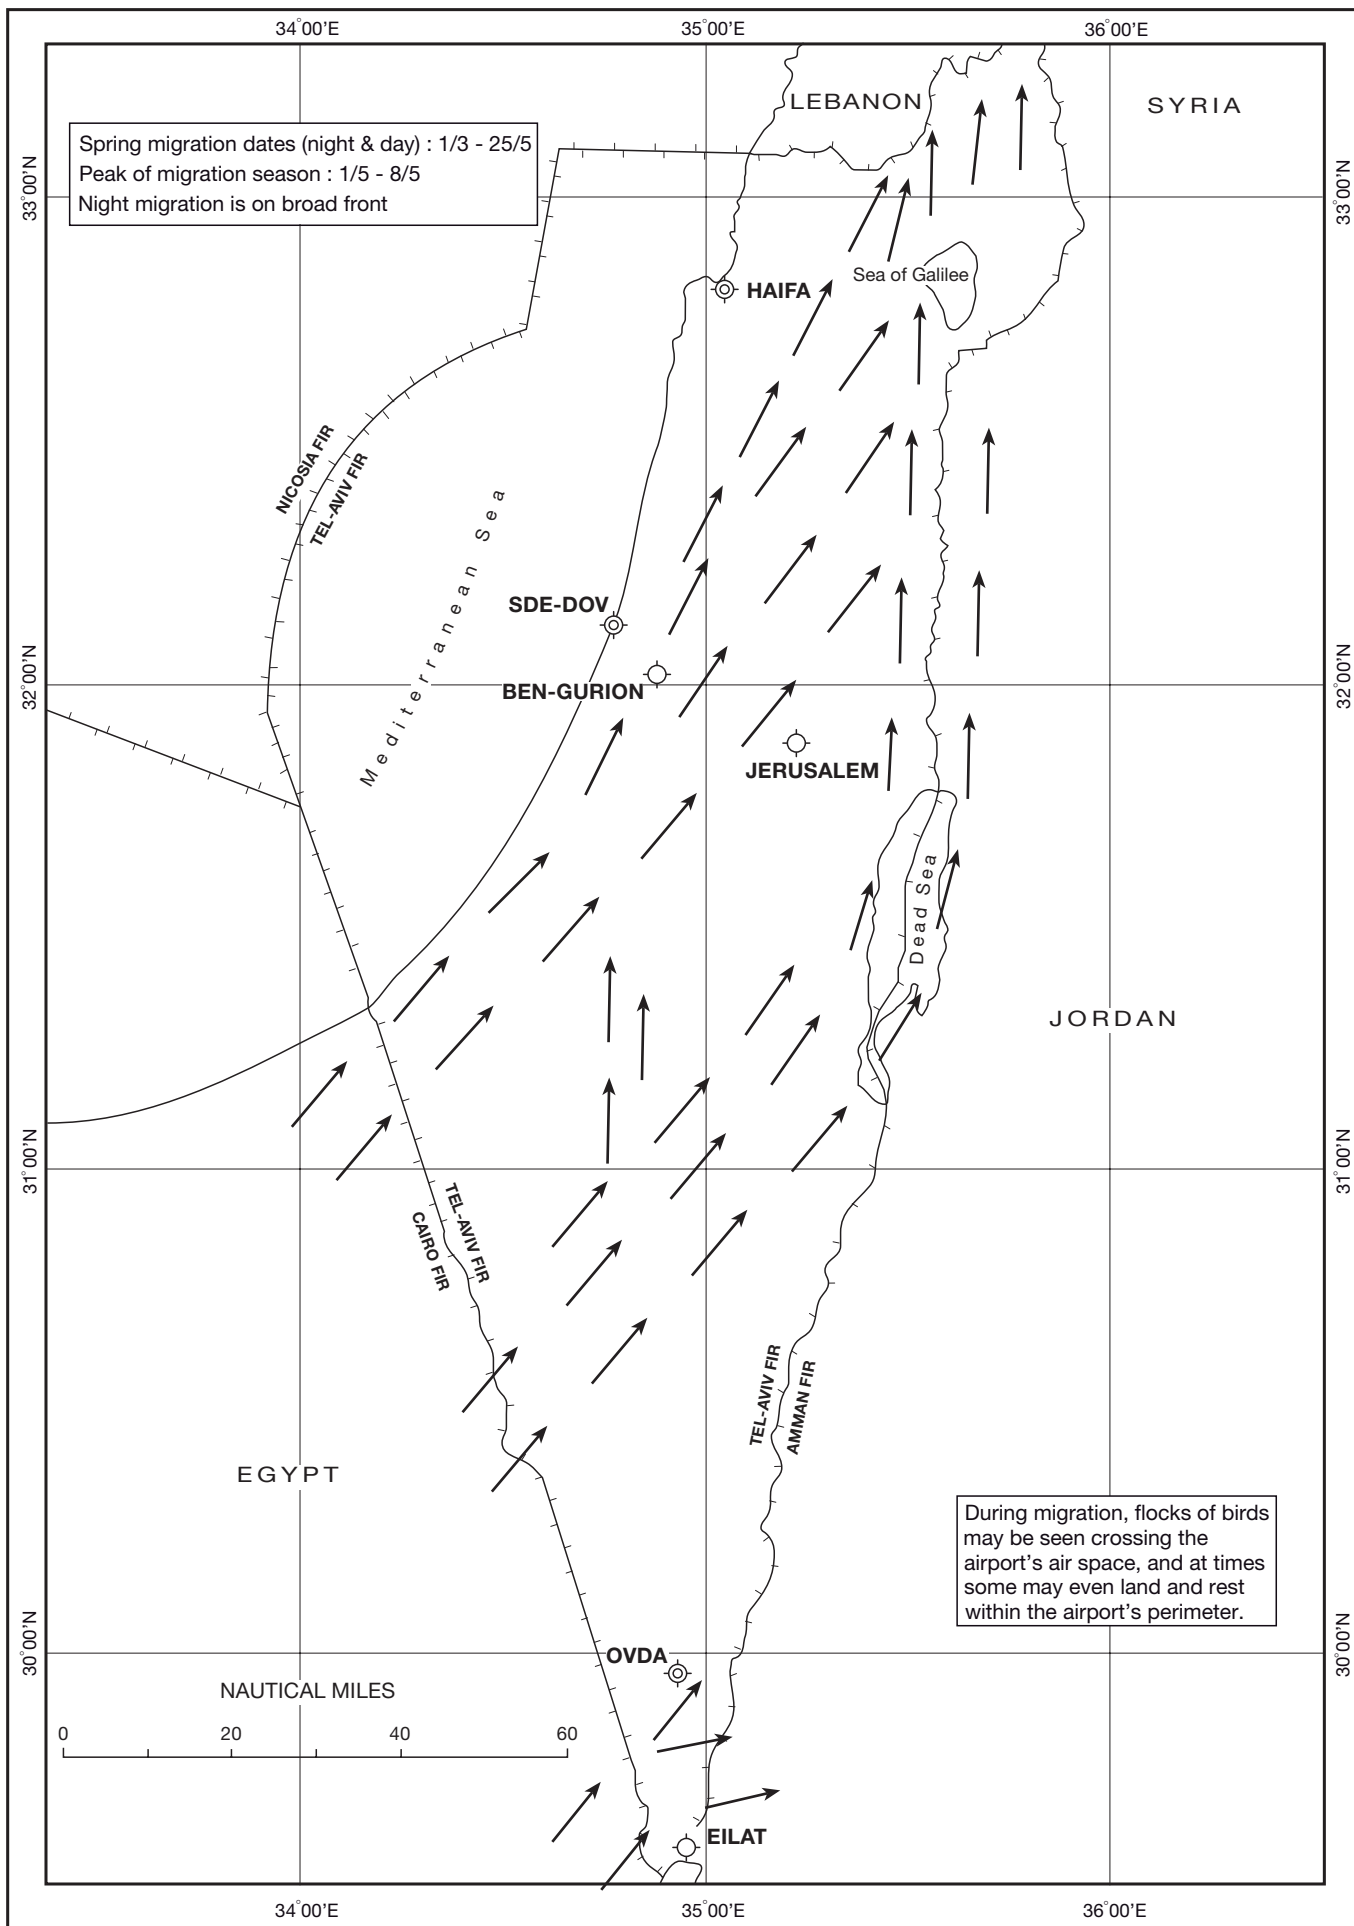 34°00’E
35°00’E
36°00’E
LEBANON
SYRIA
Spring migration dates (night & day) : 1/3 - 25/5
Peak of migration season : 1/5 - 8/5
Night migration is on broad front
33°00’N
33°00’N
Sea of Galilee
HAIFA
NICOSIA FIR
TEL-AVIV FIR
Mediterranean Sea
SDE-DOV
BEN-GURION
32°00’N
32°00’N
JERUSALEM
Dead Sea
JORDAN
31°00’N
31°00’N
TEL-AVIV FIR
CAIRO FIR
TEL-AVIV FIR
AMMAN FIR
EGYPT
During migration, flocks of birds
may be seen crossing the
airport’s air space, and at times
some may even land and rest
within the airport’s perimeter.
30°00’N
30°00’N
OVDA
NAUTICAL MILES
0
20
40
60
EILAT
34°00’E
35°00’E
36°00’E